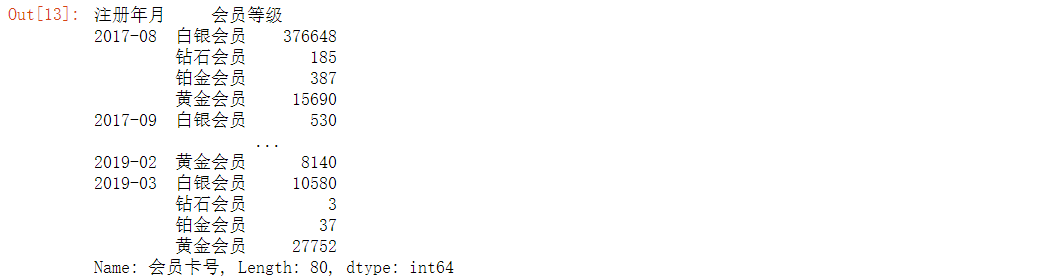 Out[13]: 注册年月 会员等级
2017-08 白银会员 376648
钻石会员 185
铂金会员 387
黄金会员 15690
2017-09 白银会员 530
...
2019-02 黄金会员 8140
2019-03 白银会员 10580
钻石会员 3
铂金会员 37
黄金会员 27752
Name: 会员卡号, Length: 80, dtype: int64